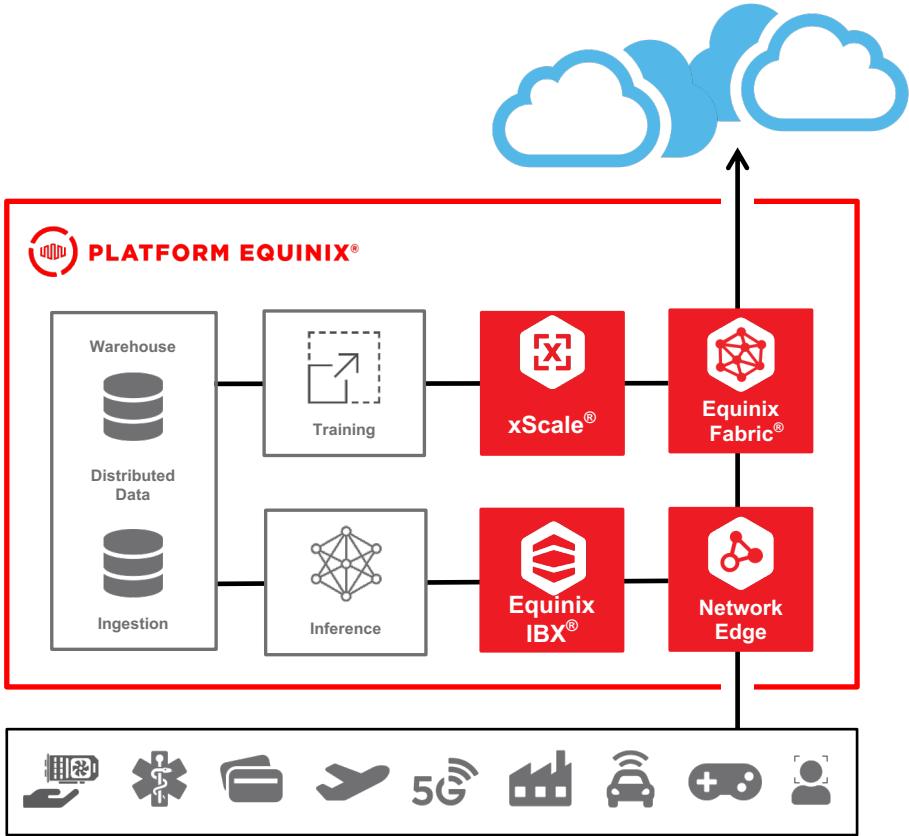 PLATFORM EQUINIX®
Warehouse
Distributed
Data
Ingestion
Training
Inference
xScale®
Equinix
IBX®
Equinix
Fabric®
Network
Edge
5G